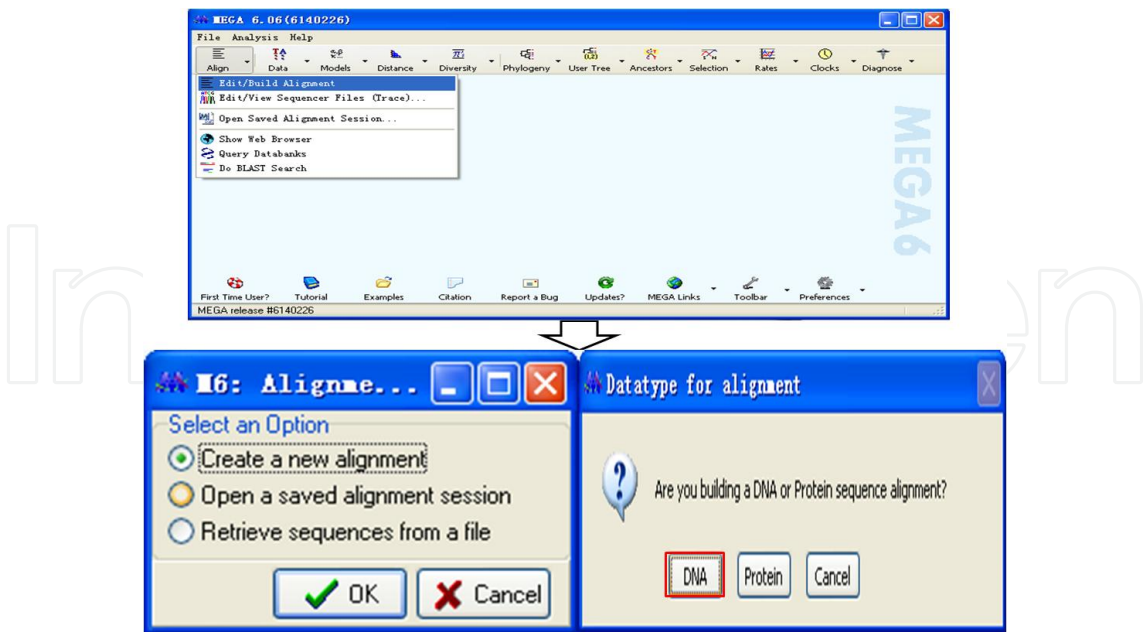 MEGA 6.06(6140226)
File Analysis Help
Align Data Models Distance Diversity Phylogeny User Tree Ancestors Selection Rates Clocks Diagnose
Edit/Build Alignment
Edit/View Sequencer Files (Trace)...
Open Saved Alignment Session...
Show Web Browser
Query Databanks
Do BLAST Search
MEGA6
First Time User? Tutorial Examples Citation Report a Bug Updates? MEGA Links Toolbar Preferences
MEGA release #6140226
M6: Alignme...
Select an Option
Create a new alignment
Open a saved alignment session
Retrieve sequences from a file
OK Cancel
Datatype for alignment
Are you building a DNA or Protein sequence alignment?
DNA Protein Cancel